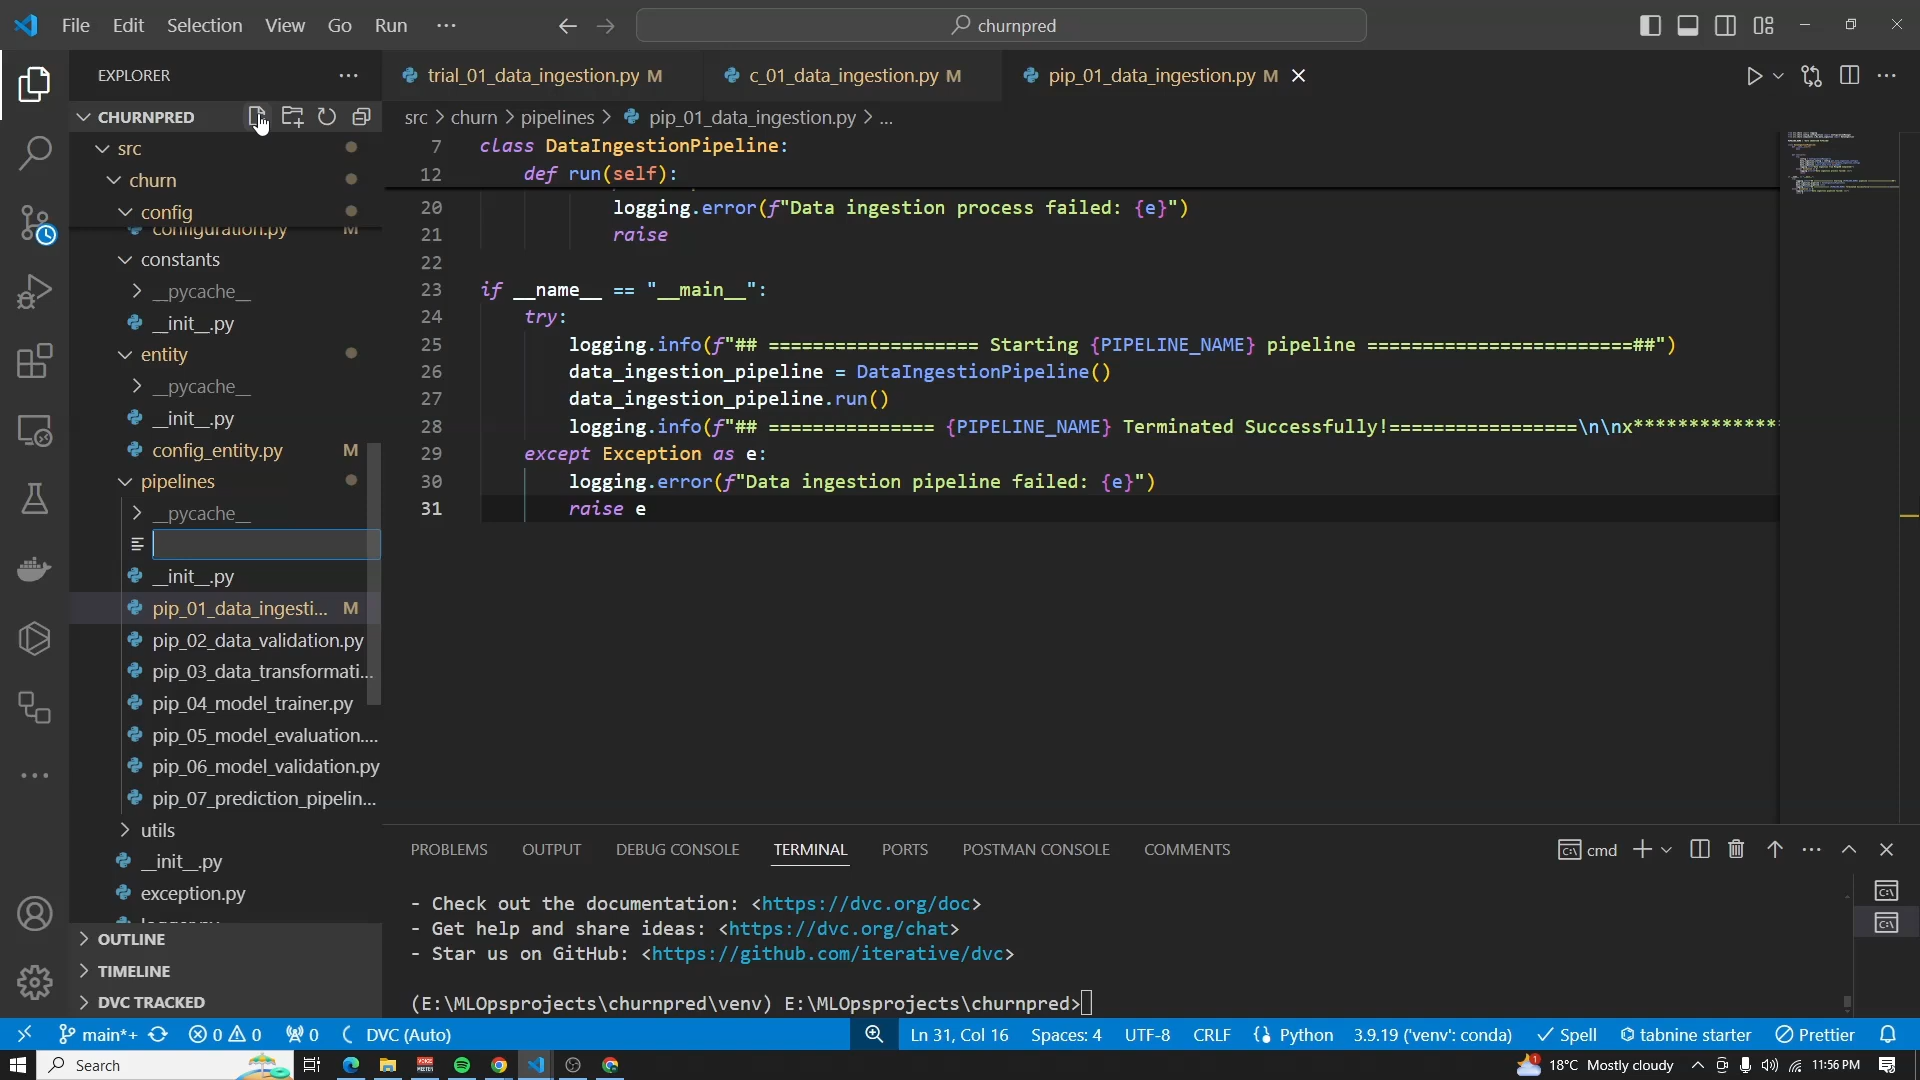 File Edit Selection View Go Run ··· churnpred
EXPLORER
CHURNPRED
src
churn
config
configuration.py M
constants
__pycache__
__init__.py
entity
__pycache__
__init__.py
config_entity.py M
pipelines
__pycache__
__init__.py
pip_01_data_ingesti... M
pip_02_data_validation.py
pip_03_data_transformati...
pip_04_model_trainer.py
pip_05_model_evaluation....
pip_06_model_validation.py
pip_07_prediction_pipelin...
utils
__init__.py
exception.py
OUTLINE
TIMELINE
DVC TRACKED
trial_01_data_ingestion.py M c_01_data_ingestion.py M pip_01_data_ingestion.py M
src > churn > pipelines > pip_01_data_ingestion.py > ...
7 class DataIngestionPipeline:
12 def run(self):
20 logging.error(f"Data ingestion process failed: {e}")
21 raise
22
23 if __name__ == "__main__":
24 try:
25 logging.info(f"## =================== Starting {PIPELINE_NAME} pipeline ========================##")
26 data_ingestion_pipeline = DataIngestionPipeline()
27 data_ingestion_pipeline.run()
28 logging.info(f"## =============== {PIPELINE_NAME} Terminated Successfully!=================\n\nx*************
29 except Exception as e:
30 logging.error(f"Data ingestion pipeline failed: {e}")
31 raise e
PROBLEMS OUTPUT DEBUG CONSOLE TERMINAL PORTS POSTMAN CONSOLE COMMENTS cmd
- Check out the documentation: <https://dvc.org/doc>
- Get help and share ideas: <https://dvc.org/chat>
- Star us on GitHub: <https://github.com/iterative/dvc>
(E:\MLOpsprojects\churnpred\venv) E:\MLOpsprojects\churnpred>
main*+ 0 0 0 DVC (Auto) Ln 31, Col 16 Spaces: 4 UTF-8 CRLF {} Python 3.9.19 ('venv': conda) Spell tabnine starter Prettier
Search 1 18°C Mostly cloudy 11:56 PM